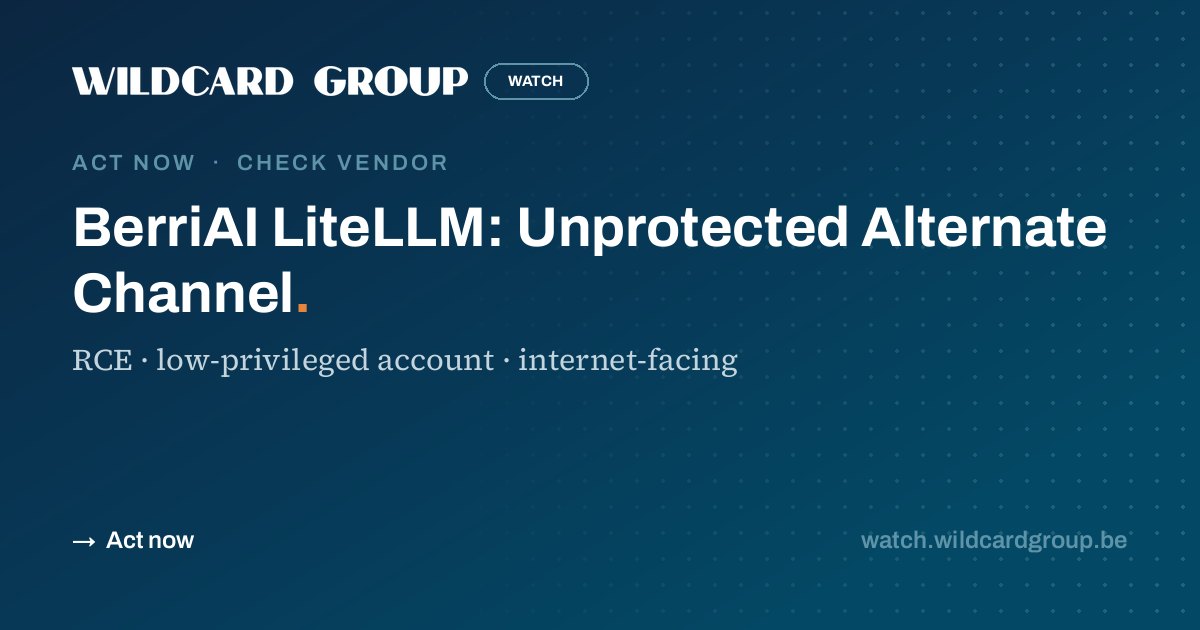 WILDCARD GROUP WATCH
ACT NOW · CHECK VENDOR
BerriAI LiteLLM: Unprotected Alternate
Channel.
RCE · low-privileged account · internet-facing
→ Act now
watch.wildcardgroup.be